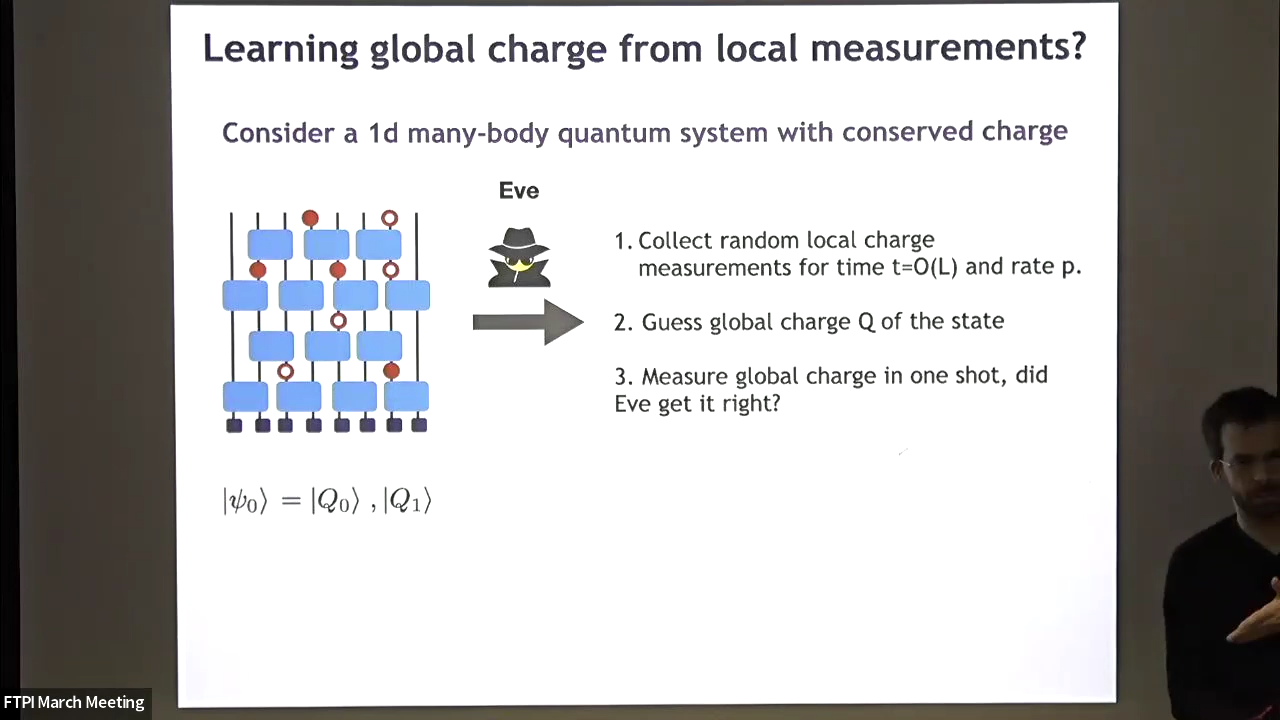 Learning global charge from local measurements?
Consider a 1d many-body quantum system with conserved charge
Eve
1. Collect random local charge
measurements for time t=O(L) and rate p.
2. Guess global charge Q of the state
3. Measure global charge in one shot, did
Eve get it right?
|ψ₀⟩ = |Q₀⟩ , |Q₁⟩
FTPI March Meeting